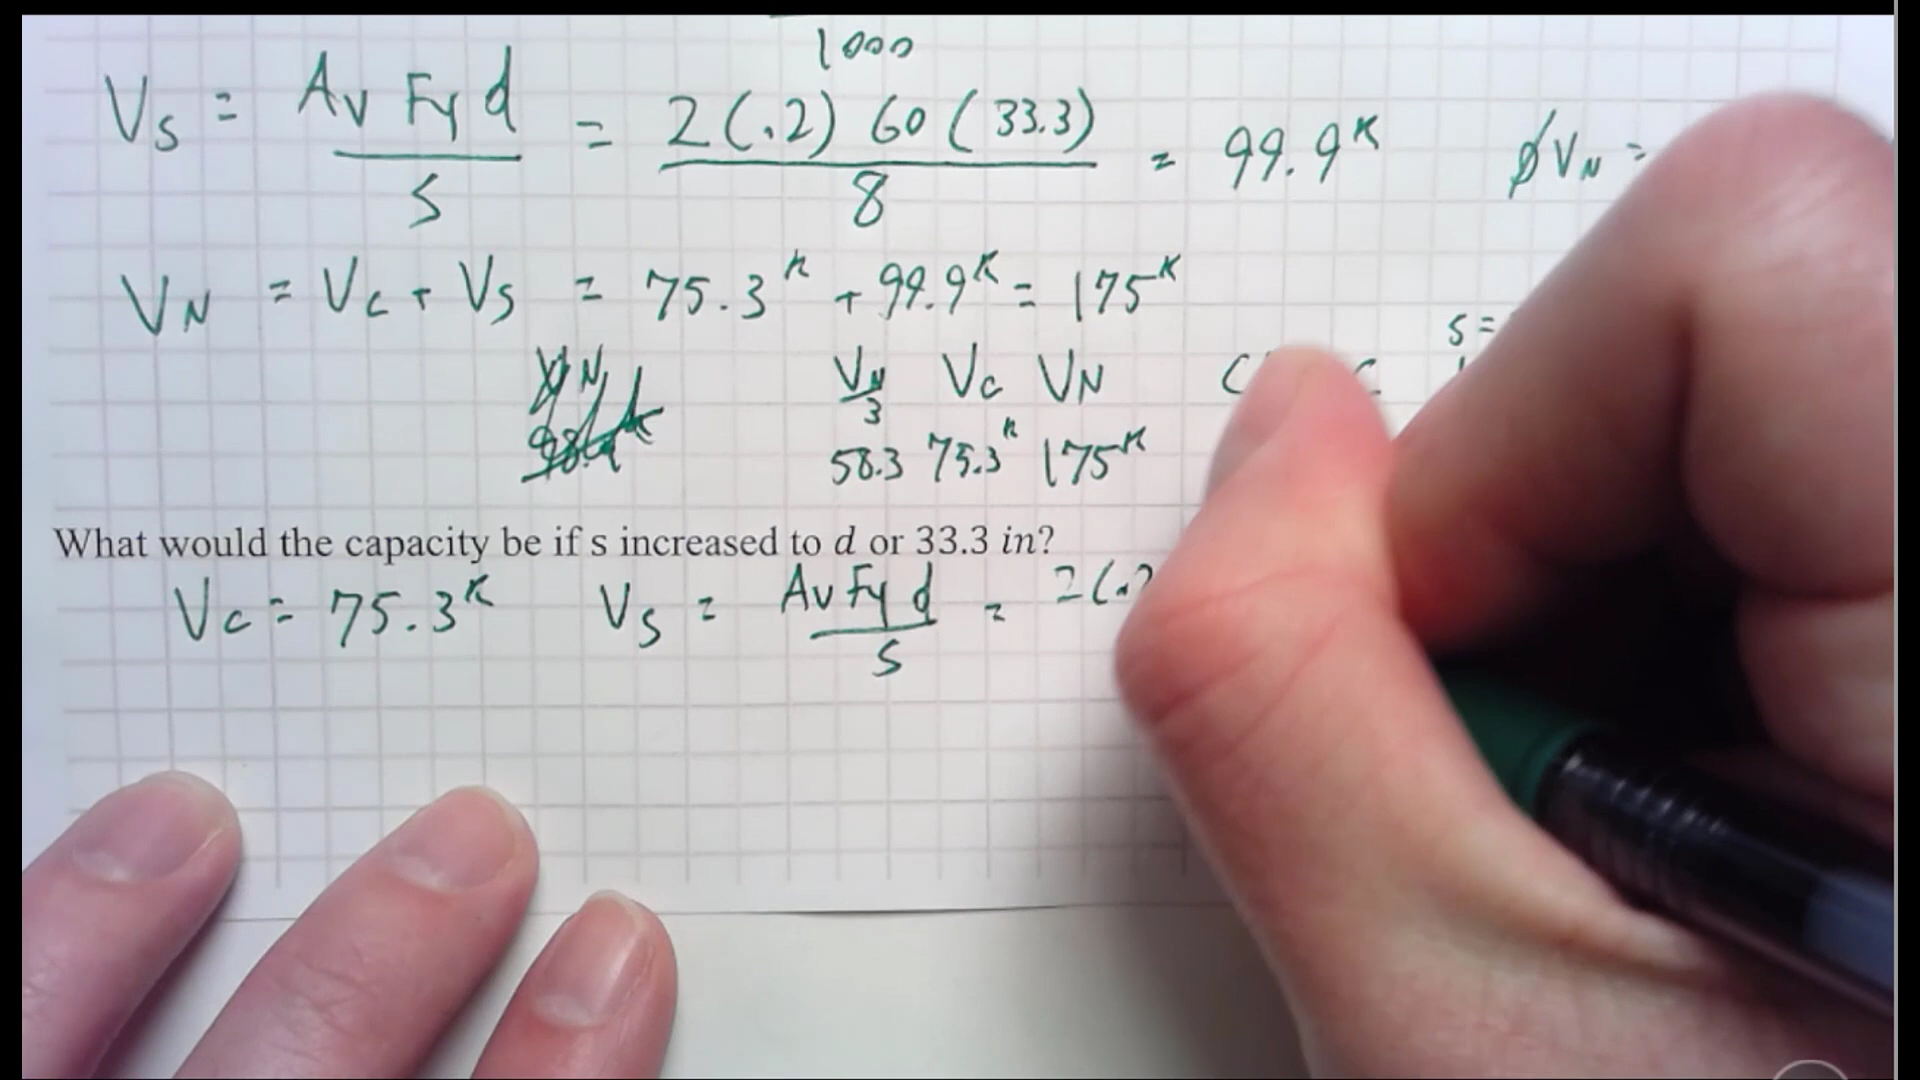 1000
Vs = Av Fy d / s = 2 (.2) 60 (33.3) / 8 = 99.9ᵏ ϕVN =
VN = Vc + Vs = 75.3ᵏ + 99.9ᵏ = 175ᵏ
s =
VN/3 Vc VN
58.3 75.3ᵏ 175ᵏ
What would the capacity be if s increased to d or 33.3 in?
Vc = 75.3ᵏ Vs = Av Fy d / s = 2(.2